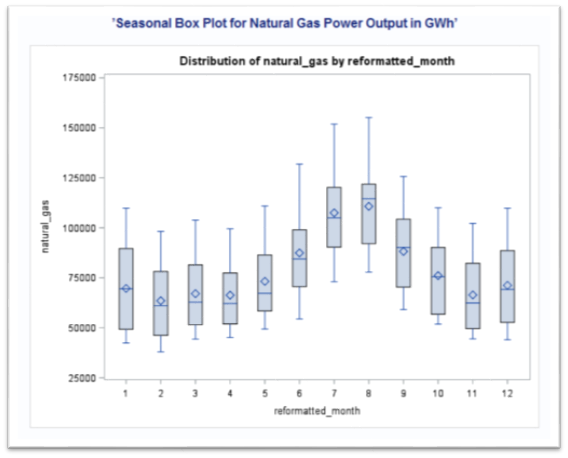 'Seasonal Box Plot for Natural Gas Power Output in GWh'
Distribution of natural_gas by reformatted_month
175000
150000
125000
100000
75000
50000
25000
natural_gas
1 2 3 4 5 6 7 8 9 10 11 12
reformatted_month